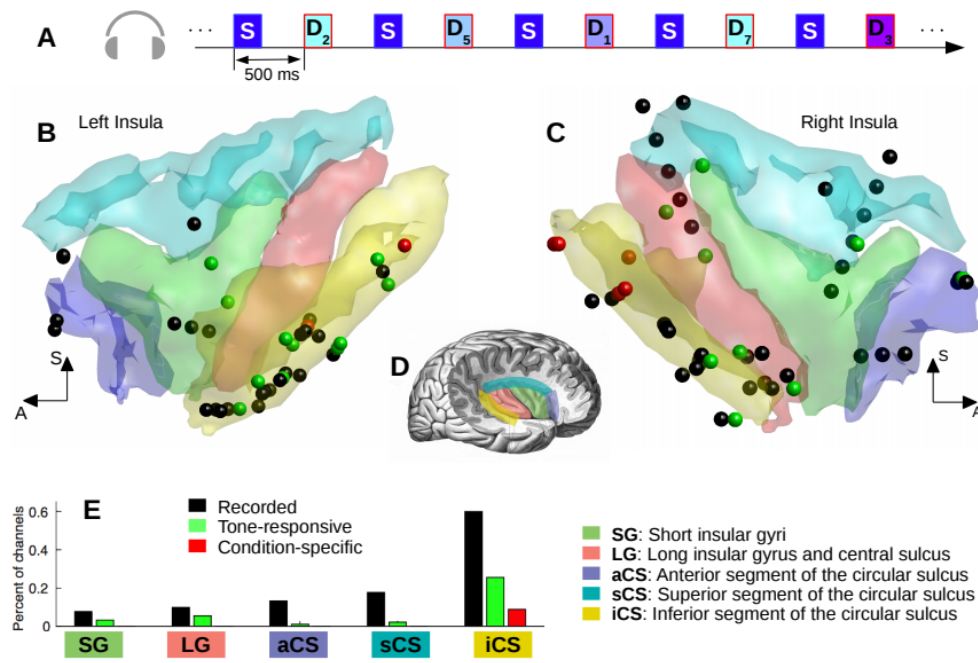 A
... S D2 S D5 S D1 S D7 S D3 ...
500 ms
B Left Insula
C Right Insula
S
A
D
S
A
E
Recorded
Tone-responsive
Condition-specific
Percent of channels
0.6
0.4
0.2
0
SG LG aCS sCS iCS
SG: Short insular gyri
LG: Long insular gyrus and central sulcus
aCS: Anterior segment of the circular sulcus
sCS: Superior segment of the circular sulcus
iCS: Inferior segment of the circular sulcus